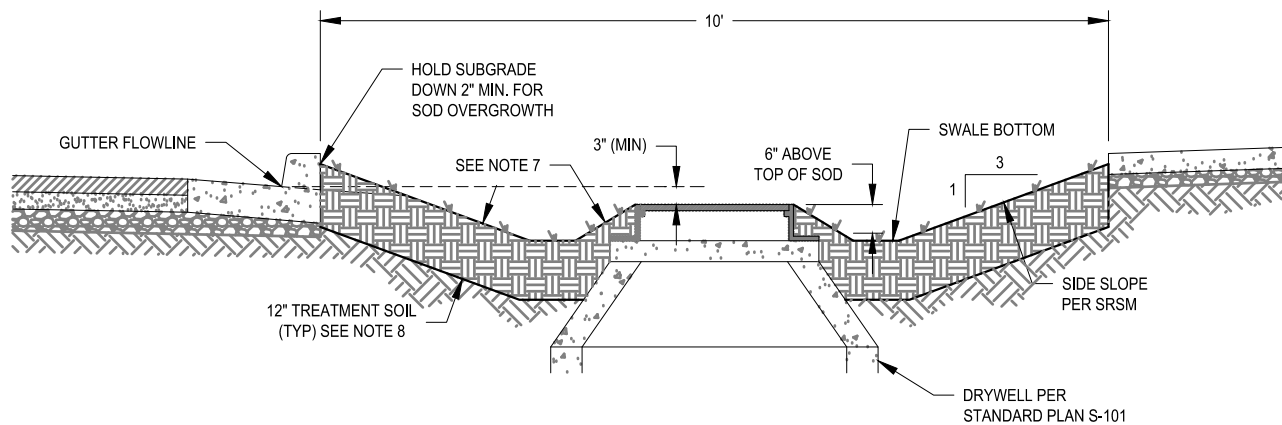 10'
HOLD SUBGRADE
DOWN 2" MIN. FOR
SOD OVERGROWTH
GUTTER FLOWLINE
SEE NOTE 7
3" (MIN)
6" ABOVE
TOP OF SOD
SWALE BOTTOM
3
1
12" TREATMENT SOIL
(TYP) SEE NOTE 8
SIDE SLOPE
PER SRSM
DRYWELL PER
STANDARD PLAN S-101